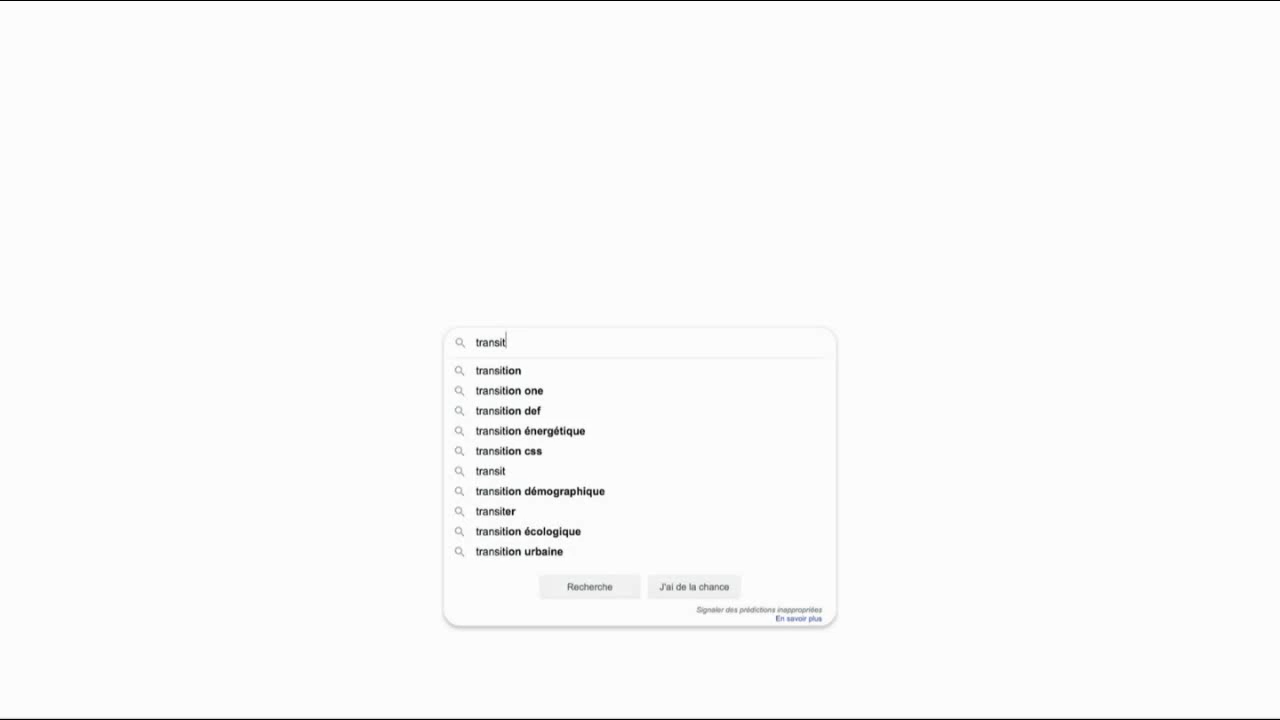 transit
transition
transition one
transition def
transition énergétique
transition css
transit
transition démographique
transiter
transition écologique
transition urbaine
Recherche
J'ai de la chance
Signaler des prédictions inappropriées
En savoir plus